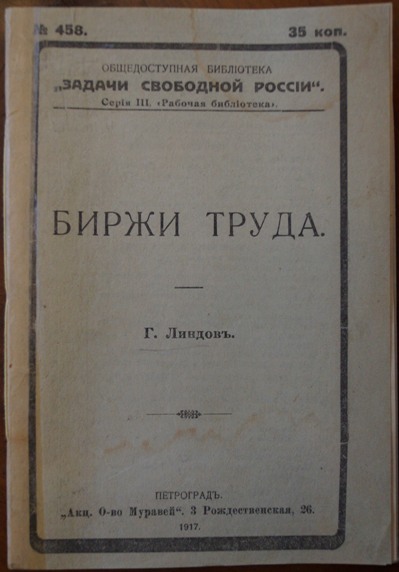 № 458. 35 коп.
ОБЩЕДОСТУПНАЯ БИБЛІОТЕКА
„ЗАДАЧИ СВОБОДНОЙ РОССІИ“.
Серія III. «Рабочая библіотека».
БИРЖИ ТРУДА.
Г. Линдовъ.
ПЕТРОГРАДЪ.
„Акц. О-во Муравей“. 3 Рождественская, 26.
1917.